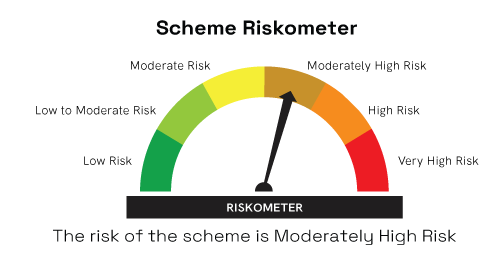 Scheme Riskometer
Moderate Risk
Moderately High Risk
Low to Moderate Risk
High Risk
Low Risk
Very High Risk
RISKOMETER
The risk of the scheme is Moderately High Risk